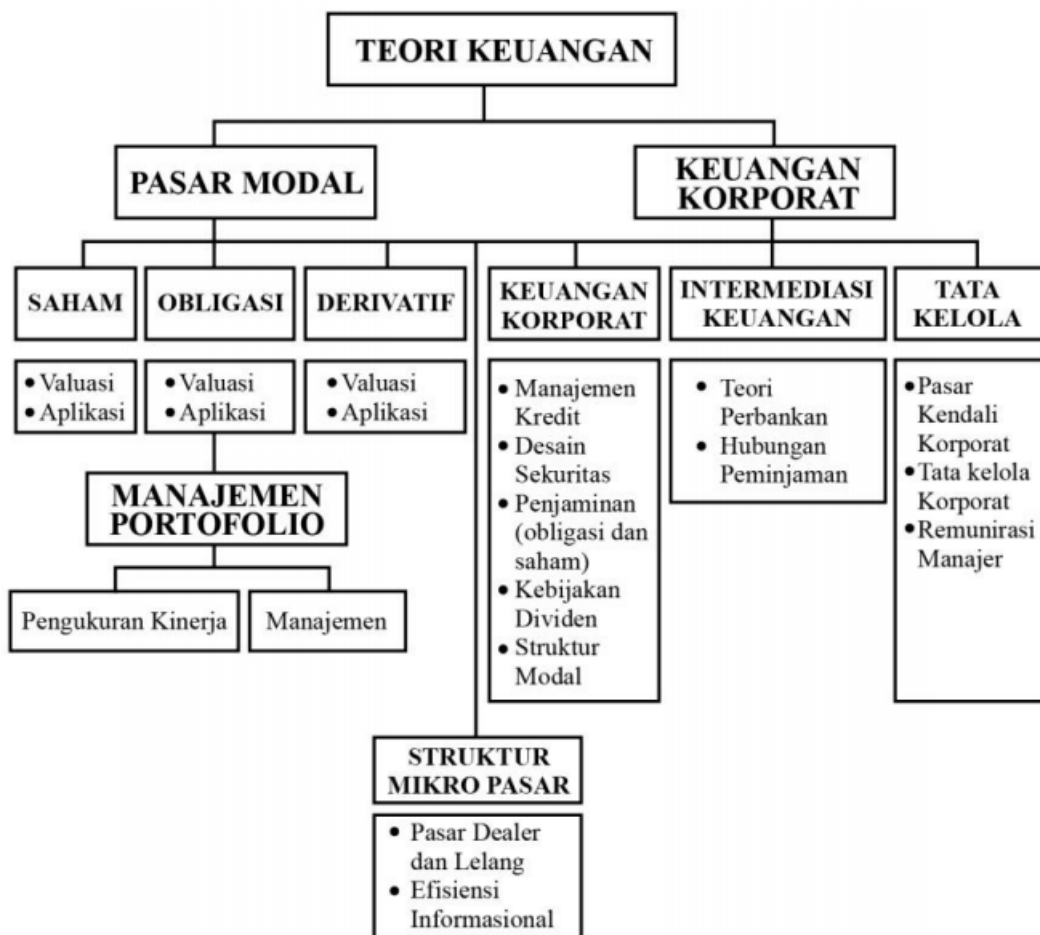 TEORI KEUANGAN
PASAR MODAL
KEUANGAN
KORPORAT
SAHAM
OBLIGASI
DERIVATIF
KEUANGAN
KORPORAT
INTERMEDIASI
KEUANGAN
TATA
KELOLA
• Valuasi
• Aplikasi
• Valuasi
• Aplikasi
• Valuasi
• Aplikasi
• Manajemen
Kredit
• Desain
Sekuritas
• Penjaminan
(obligasi dan
saham)
• Kebijakan
Dividen
• Struktur
Modal
• Teori
Perbankan
• Hubungan
Peminjaman
• Pasar
Kendali
Korporat
• Tata kelola
Korporat
• Remunirasi
Manajer
MANAJEMEN
PORTOFOLIO
Pengukuran Kinerja
Manajemen
STRUKTUR
MIKRO PASAR
• Pasar Dealer
dan Lelang
• Efisiensi
Informasional